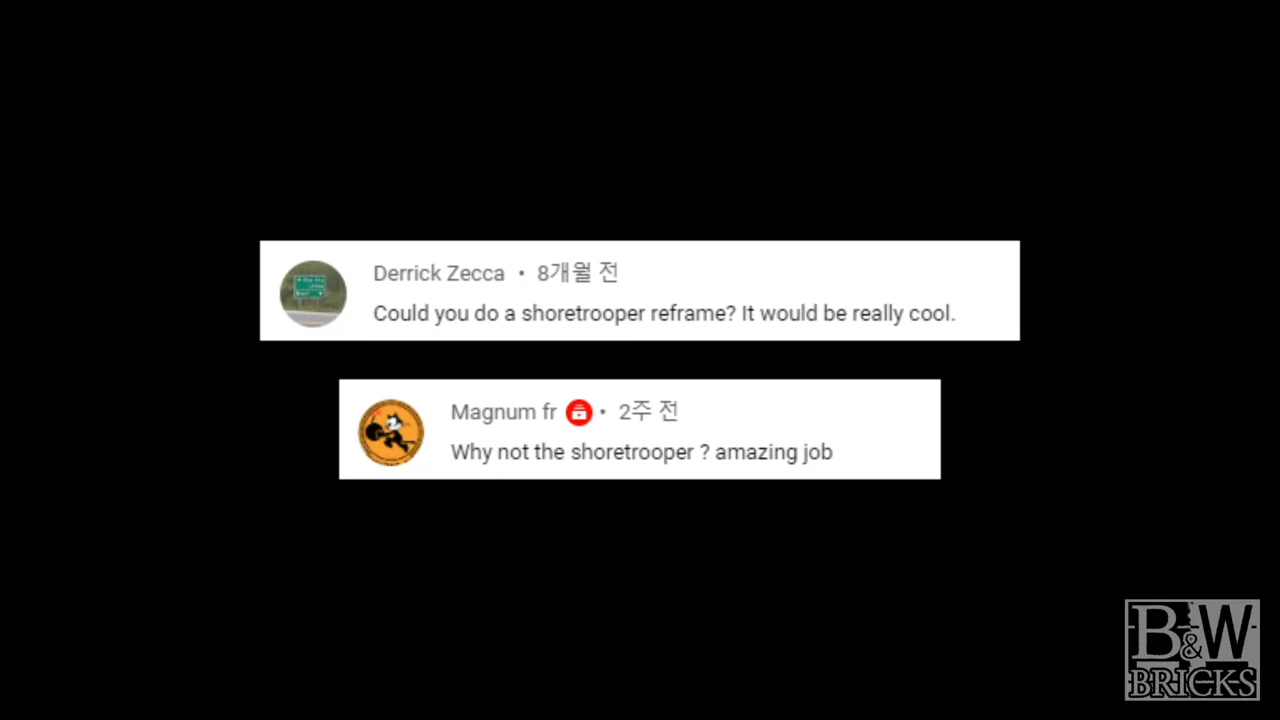 Derrick Zecca • 8개월 전
Could you do a shoretrooper reframe? It would be really cool.
Magnum fr • 2주 전
Why not the shoretrooper ? amazing job
B&W
BRICKS